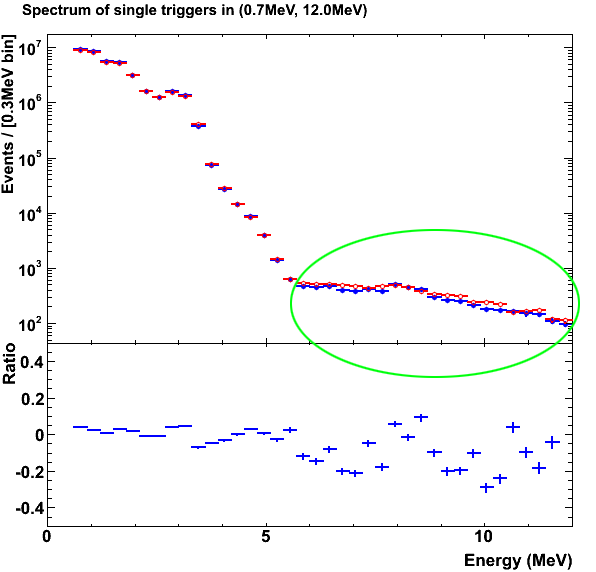 Spectrum of single triggers in (0.7MeV, 12.0MeV)
Events / [0.3MeV bin]
10⁷
10⁶
10⁵
10⁴
10³
10²
Ratio
0.4
0.2
0
-0.2
-0.4
0 5 10
Energy (MeV)